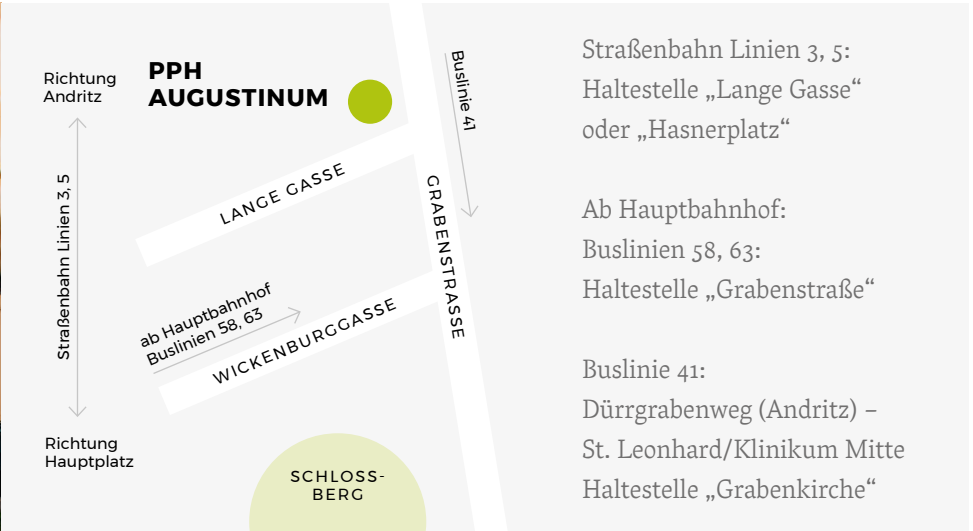 Richtung
Andritz
PPH
AUGUSTINUM
Buslinie 41
Straßenbahn Linien 3, 5
LANGE GASSE
GRABENSTRASSE
ab Hauptbahnhof
Buslinien 58, 63
WICKENBURGGASSE
Richtung
Hauptplatz
SCHLOSS-
BERG
Straßenbahn Linien 3, 5:
Haltestelle „Lange Gasse“
oder „Hasnerplatz“
Ab Hauptbahnhof:
Buslinien 58, 63:
Haltestelle „Grabenstraße“
Buslinie 41:
Dürrgrabenweg (Andritz) –
St. Leonhard/Klinikum Mitte
Haltestelle „Grabenkirche“